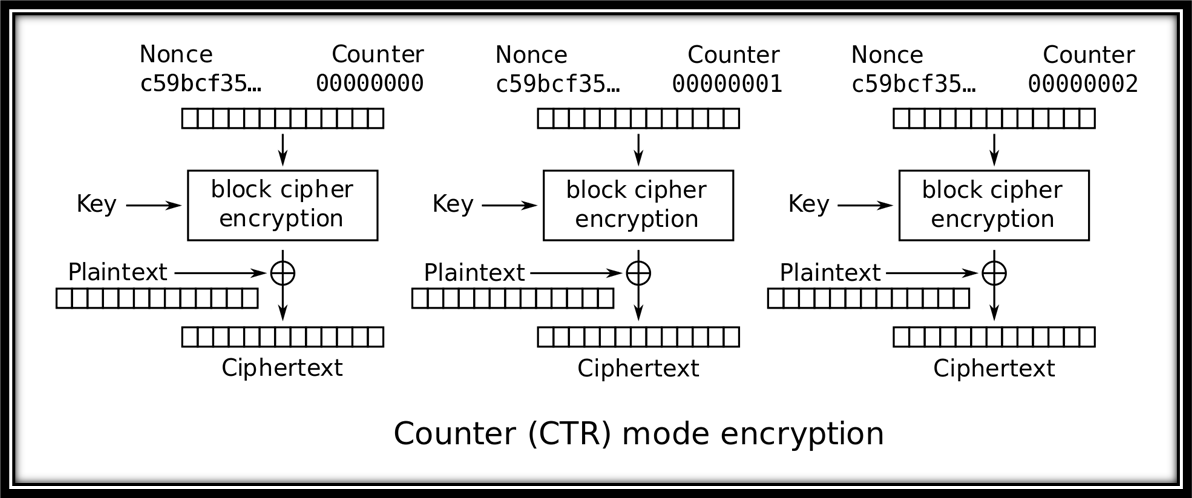 Nonce Counter
c59bcf35… 00000000
Key
block cipher
encryption
Plaintext
Ciphertext
Nonce Counter
c59bcf35… 00000001
Key
block cipher
encryption
Plaintext
Ciphertext
Nonce Counter
c59bcf35… 00000002
Key
block cipher
encryption
Plaintext
Ciphertext
Counter (CTR) mode encryption